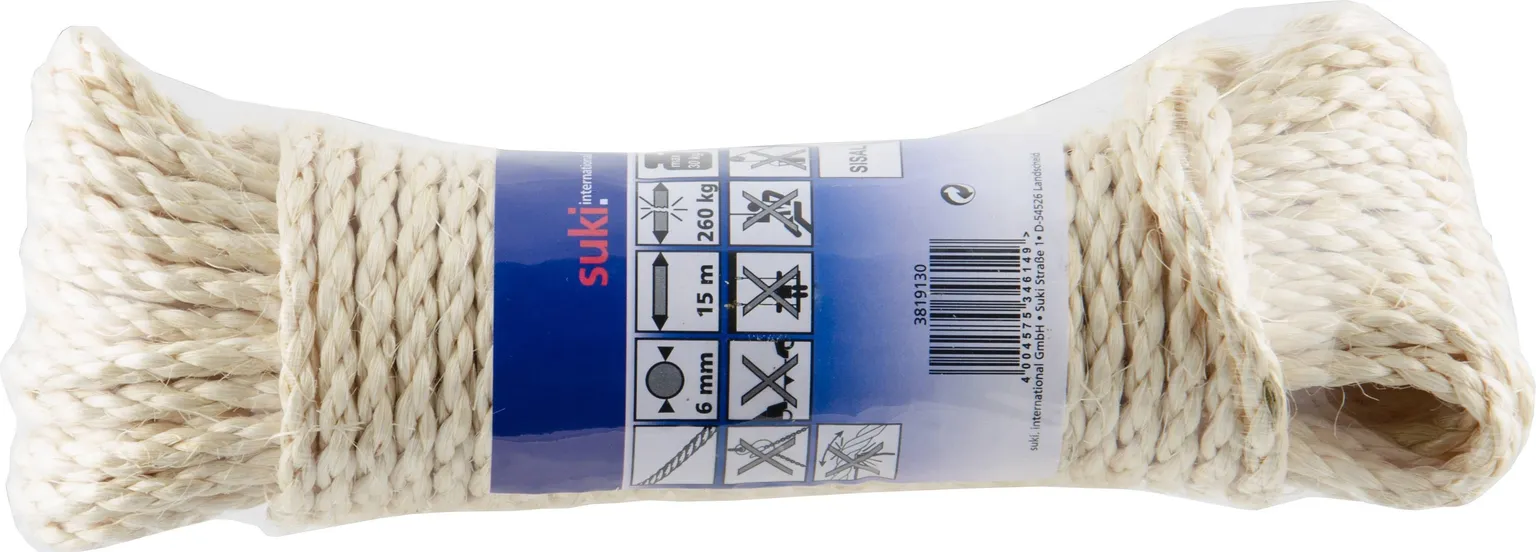 suki.
international
max
30 kg
260 kg
15 m
6 mm
SISAL
3819130
4 004575 346149 >
suki. international GmbH • Suki Straße 1 • D-54526 Landscheid